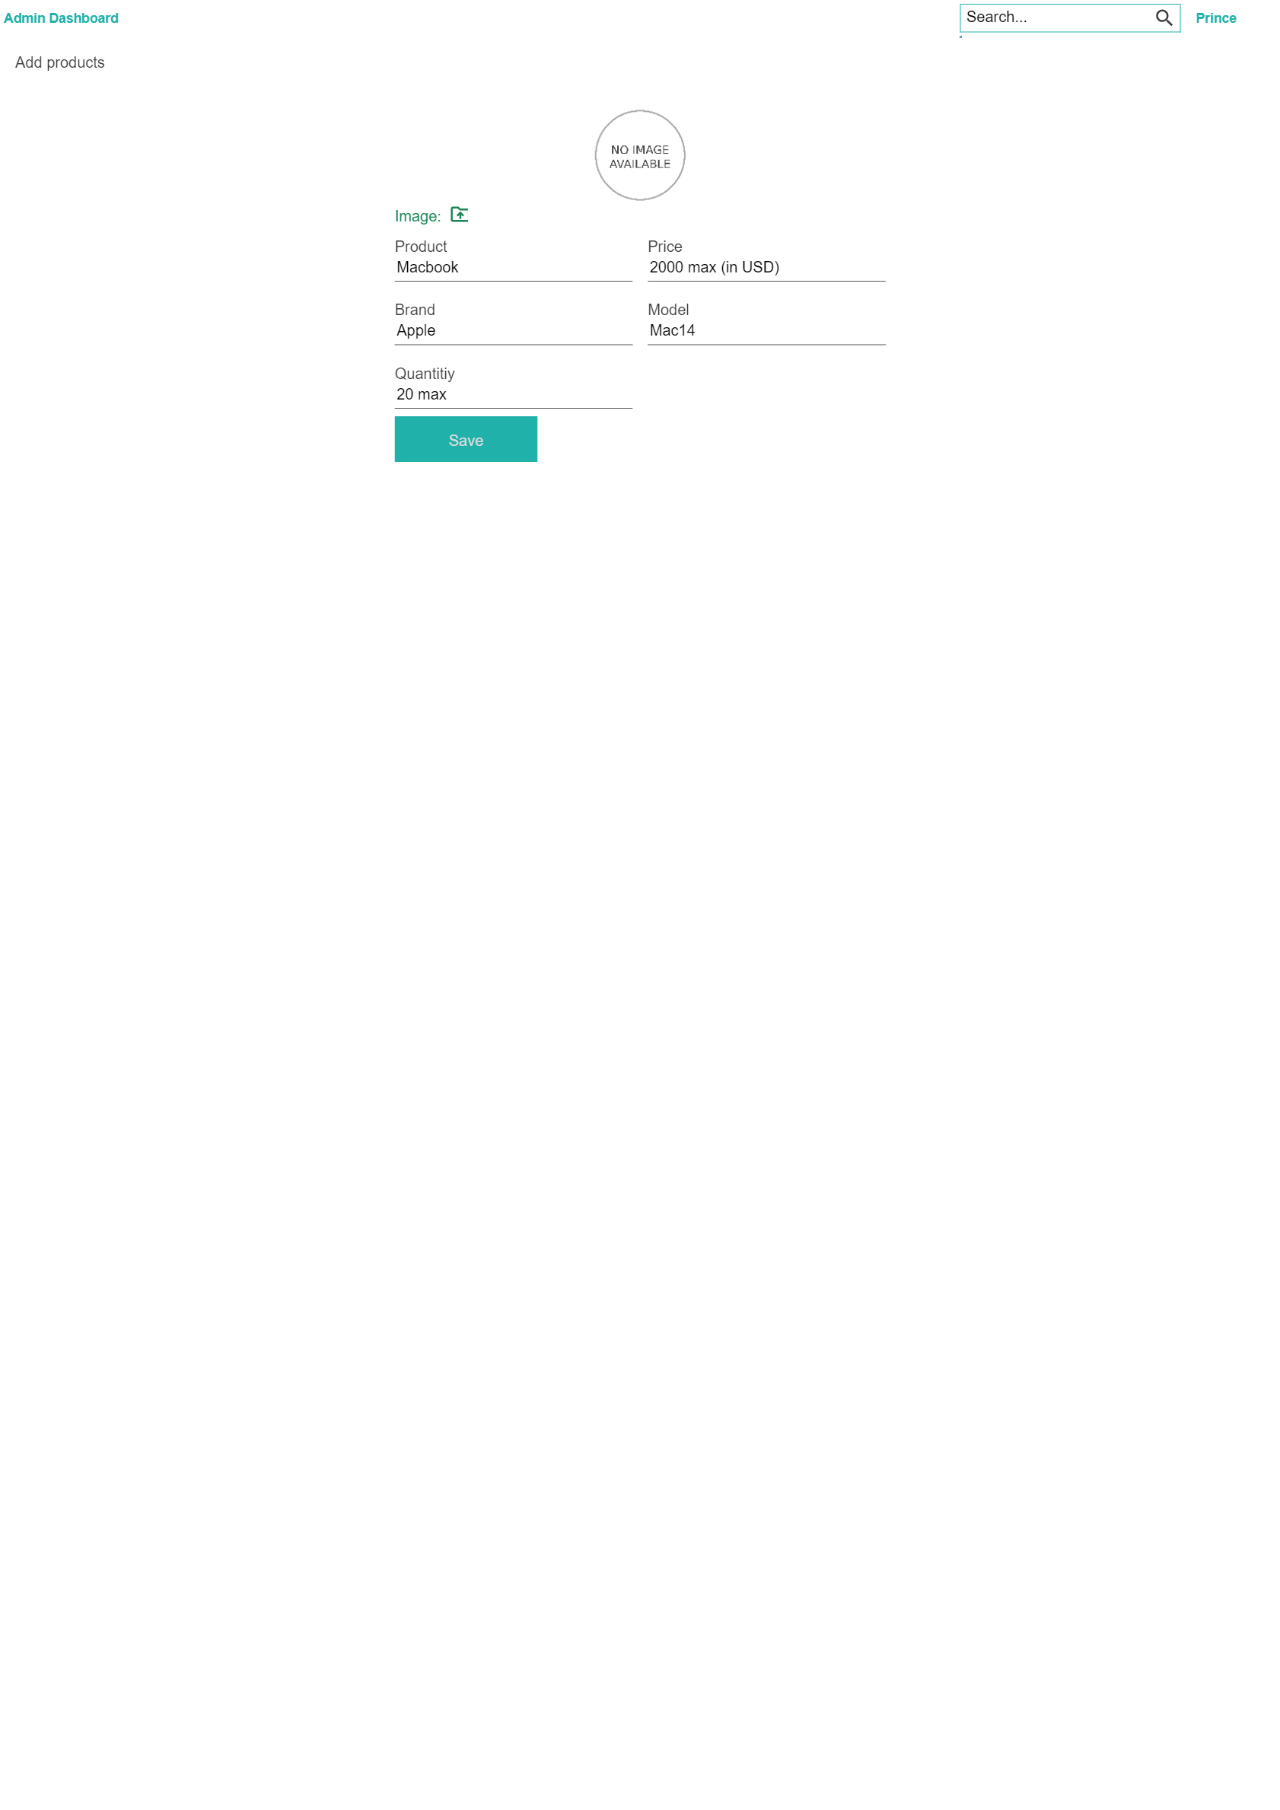 Admin Dashboard
Search...
Prince
Add products
NO IMAGE
AVAILABLE
Image:
Product
Price
Macbook
2000 max (in USD)
Brand
Model
Apple
Mac14
Quantitiy
20 max
Save